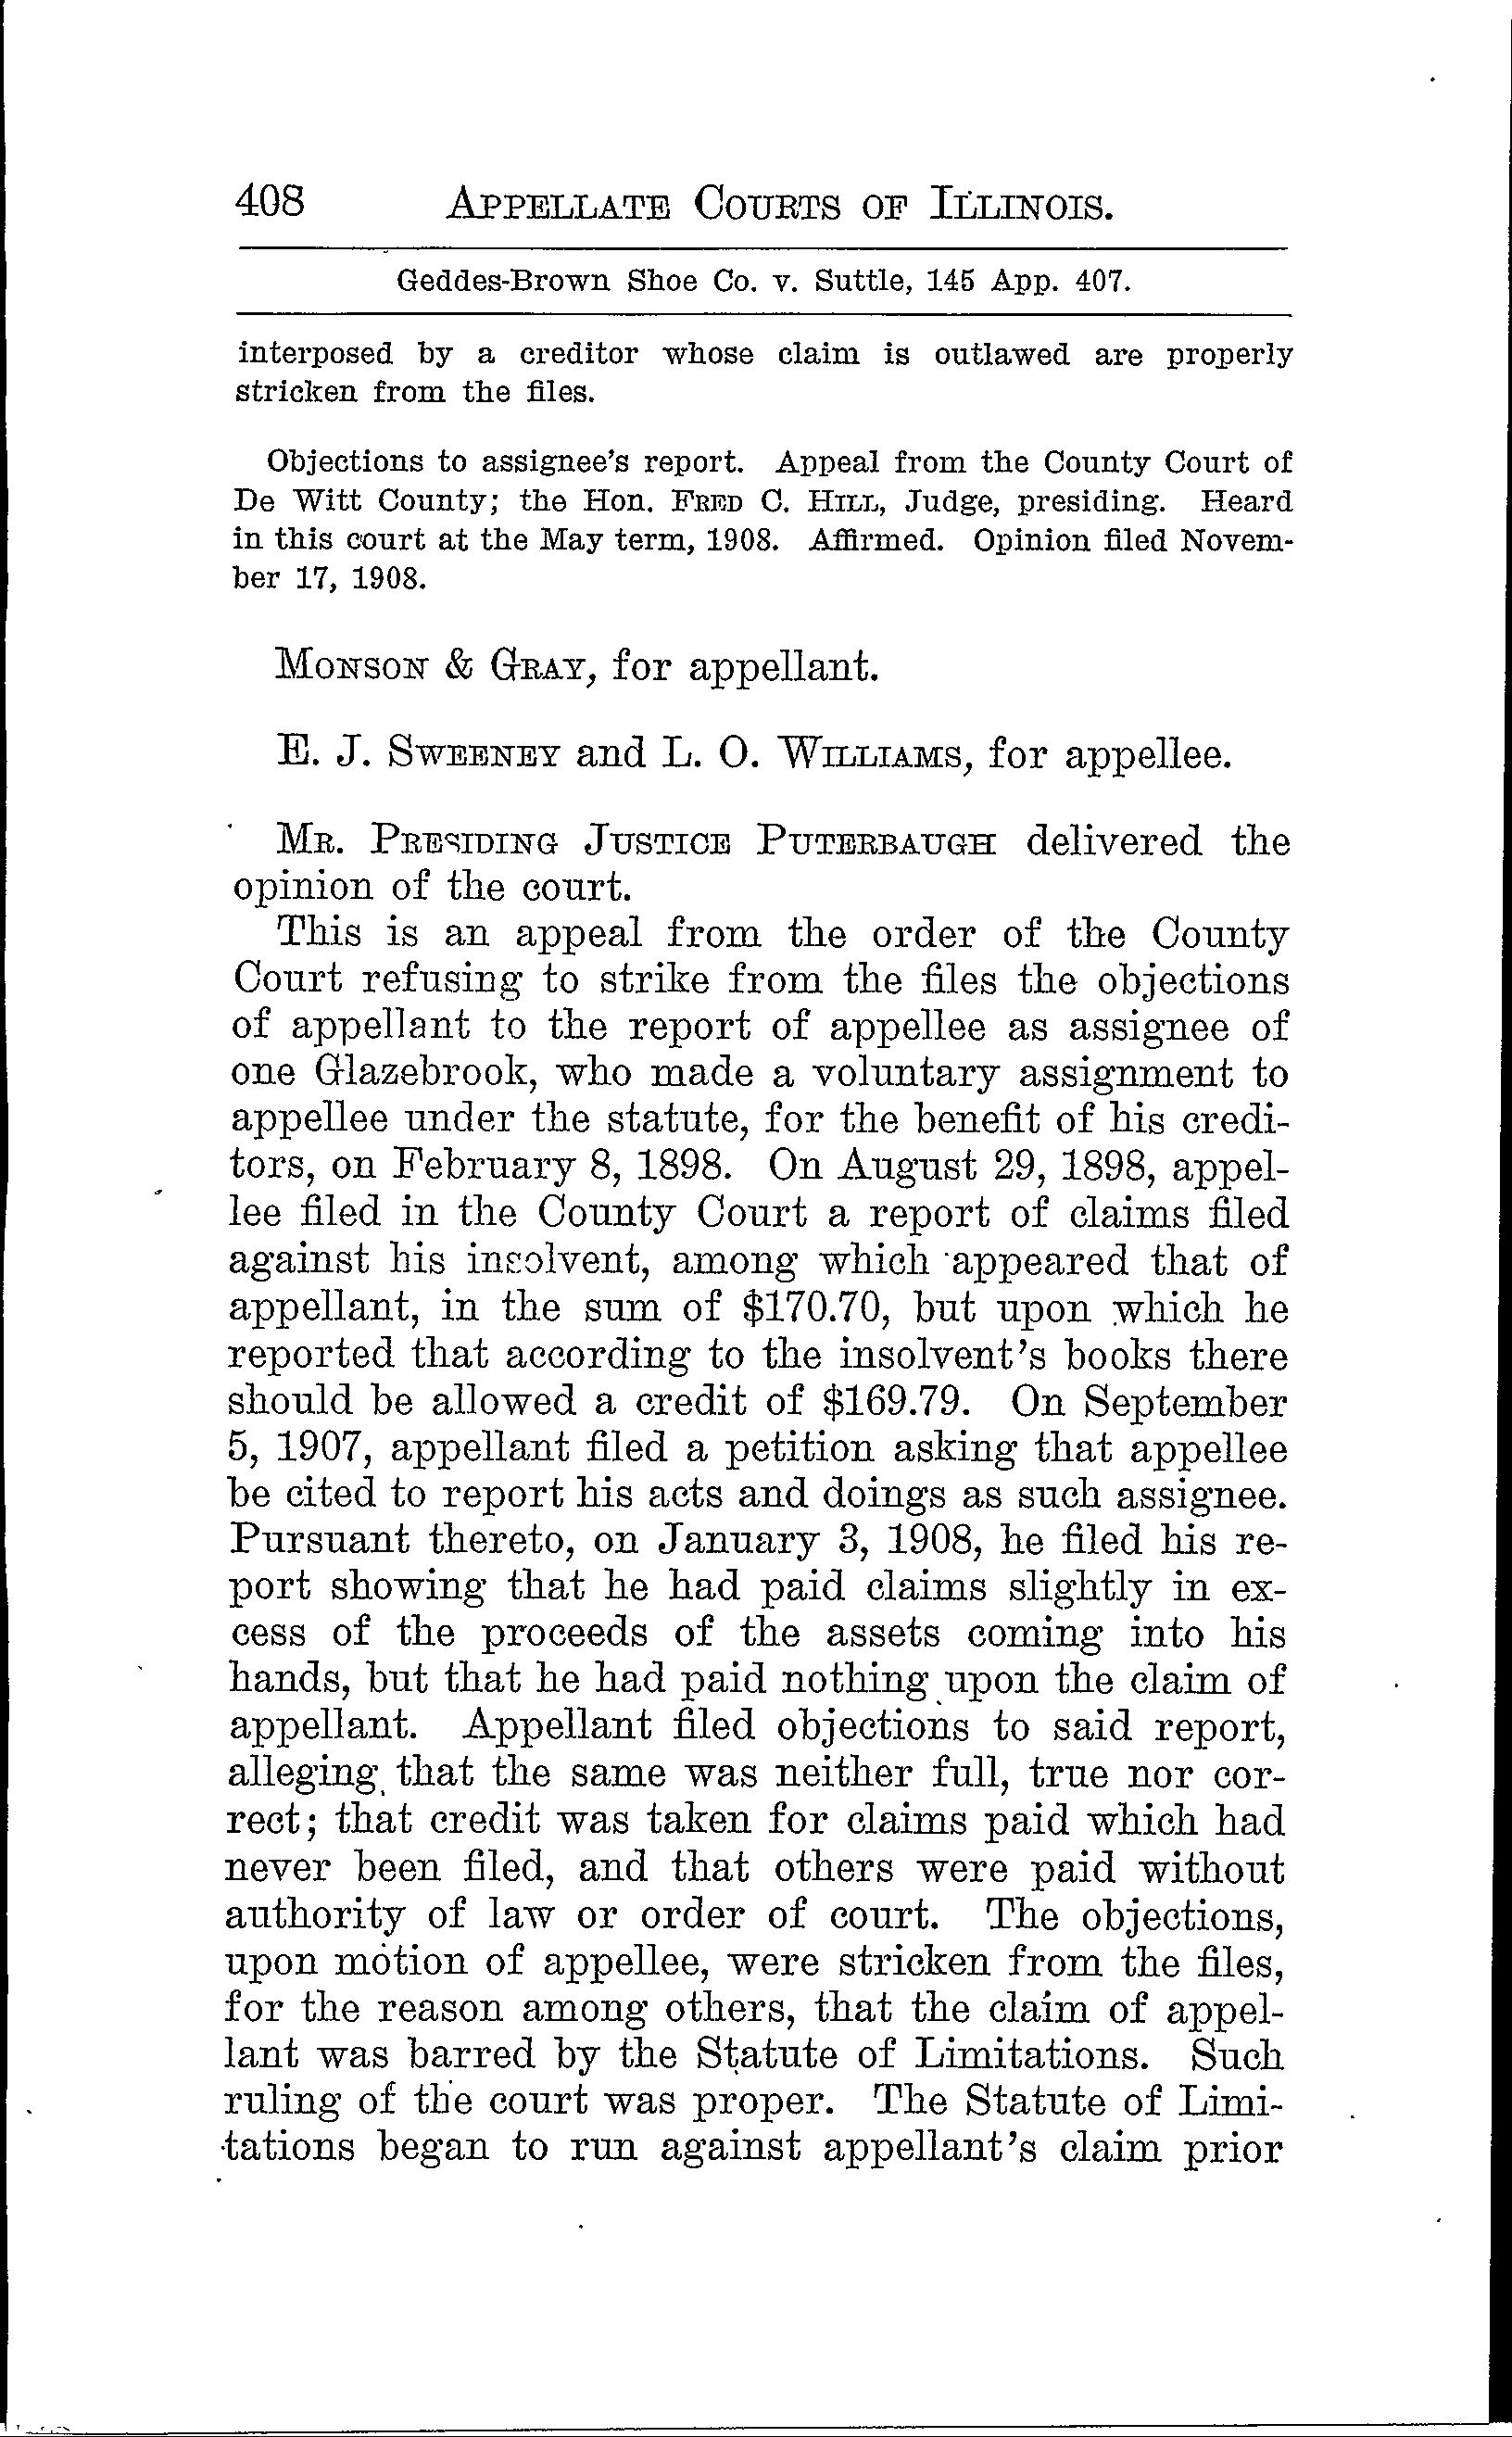 408 APPELLATE COURTS OF ILLINOIS.
Geddes-Brown Shoe Co. v. Suttle, 145 App. 407.
interposed by a creditor whose claim is outlawed are properly
stricken from the files.
Objections to assignee's report. Appeal from the County Court of
De Witt County; the Hon. FRED C. HILL, Judge, presiding. Heard
in this court at the May term, 1908. Affirmed. Opinion filed Novem-
ber 17, 1908.
MONSON & GRAY, for appellant.
E. J. SWEENEY and L. O. WILLIAMS, for appellee.
MR. PRESIDING JUSTICE PUTERBAUGH delivered the
opinion of the court.
This is an appeal from the order of the County
Court refusing to strike from the files the objections
of appellant to the report of appellee as assignee of
one Glazebrook, who made a voluntary assignment to
appellee under the statute, for the benefit of his credi-
tors, on February 8, 1898. On August 29, 1898, appel-
lee filed in the County Court a report of claims filed
against his insolvent, among which appeared that of
appellant, in the sum of $170.70, but upon which he
reported that according to the insolvent's books there
should be allowed a credit of $169.79. On September
5, 1907, appellant filed a petition asking that appellee
be cited to report his acts and doings as such assignee.
Pursuant thereto, on January 3, 1908, he filed his re-
port showing that he had paid claims slightly in ex-
cess of the proceeds of the assets coming into his
hands, but that he had paid nothing upon the claim of
appellant. Appellant filed objections to said report,
alleging that the same was neither full, true nor cor-
rect; that credit was taken for claims paid which had
never been filed, and that others were paid without
authority of law or order of court. The objections,
upon motion of appellee, were stricken from the files,
for the reason among others, that the claim of appel-
lant was barred by the Statute of Limitations. Such
ruling of the court was proper. The Statute of Limi-
tations began to run against appellant's claim prior